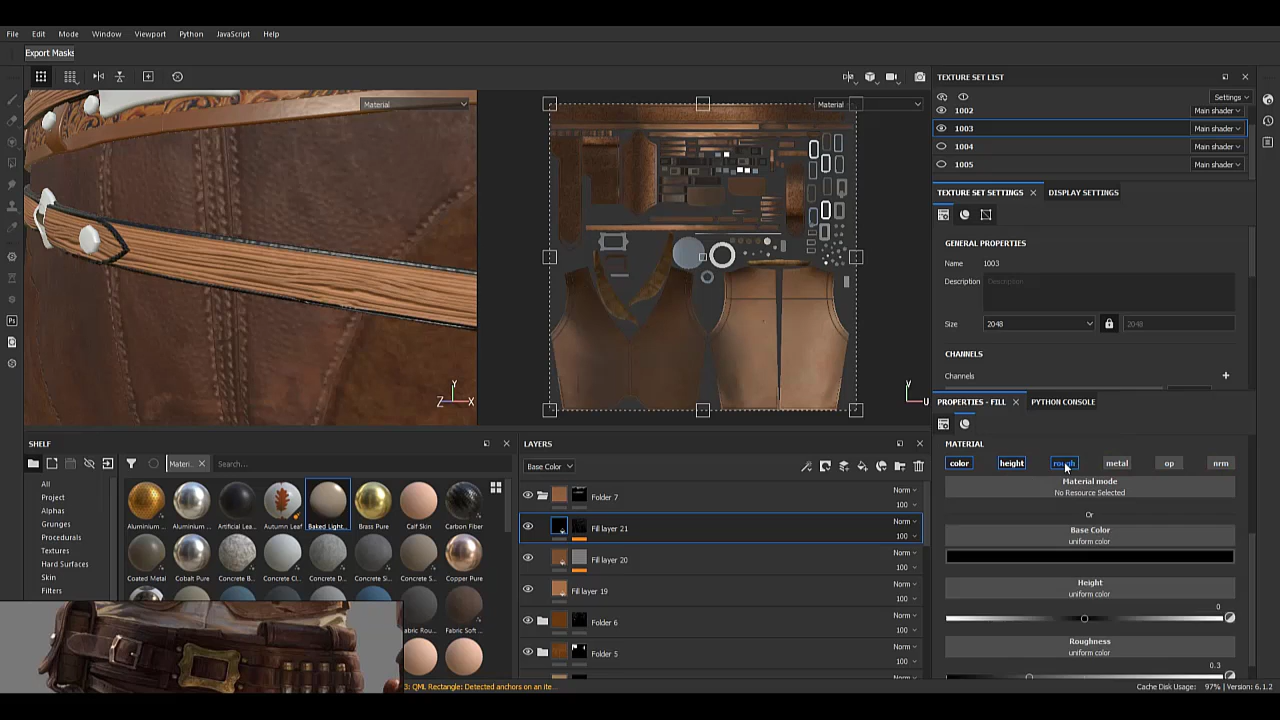 File Edit Mode Window Viewport Python JavaScript Help
Export Masks
Material
Material
TEXTURE SET LIST
Settings
1002 Main shader
1003 Main shader
1004 Main shader
1005 Main shader
TEXTURE SET SETTINGS DISPLAY SETTINGS
GENERAL PROPERTIES
Name 1003
Description Description
Size 2048 2048
CHANNELS
Channels
Y
Z X
V
U
PROPERTIES - FILL PYTHON CONSOLE
MATERIAL
color height rough metal op nrm
Material mode
No Resource Selected
Or
Base Color
uniform color
Height
uniform color
0
Roughness
uniform color
0.3
SHELF
Materi... Search...
All
Project
Alphas
Grunges
Procedurals
Textures
Hard Surfaces
Skin
Filters
Aluminium ... Aluminium ... Artificial Lea... Autumn Leaf Baked Light... Brass Pure Calf Skin Carbon Fiber
Coated Metal Cobalt Pure Concrete B... Concrete Cl... Concrete D... Concrete Si... Concrete S... Copper Pure
Fabric Rou... Fabric Soft ...
LAYERS
Base Color
Folder 7 Norm 100
Fill layer 21 Norm 100
Fill layer 20 Norm 100
Fill layer 19 Norm 100
Folder 6 Norm 100
Folder 5 Norm 100
QML Rectangle: Detected anchors on an ite...
Cache Disk Usage: 97% | Version: 6.1.2